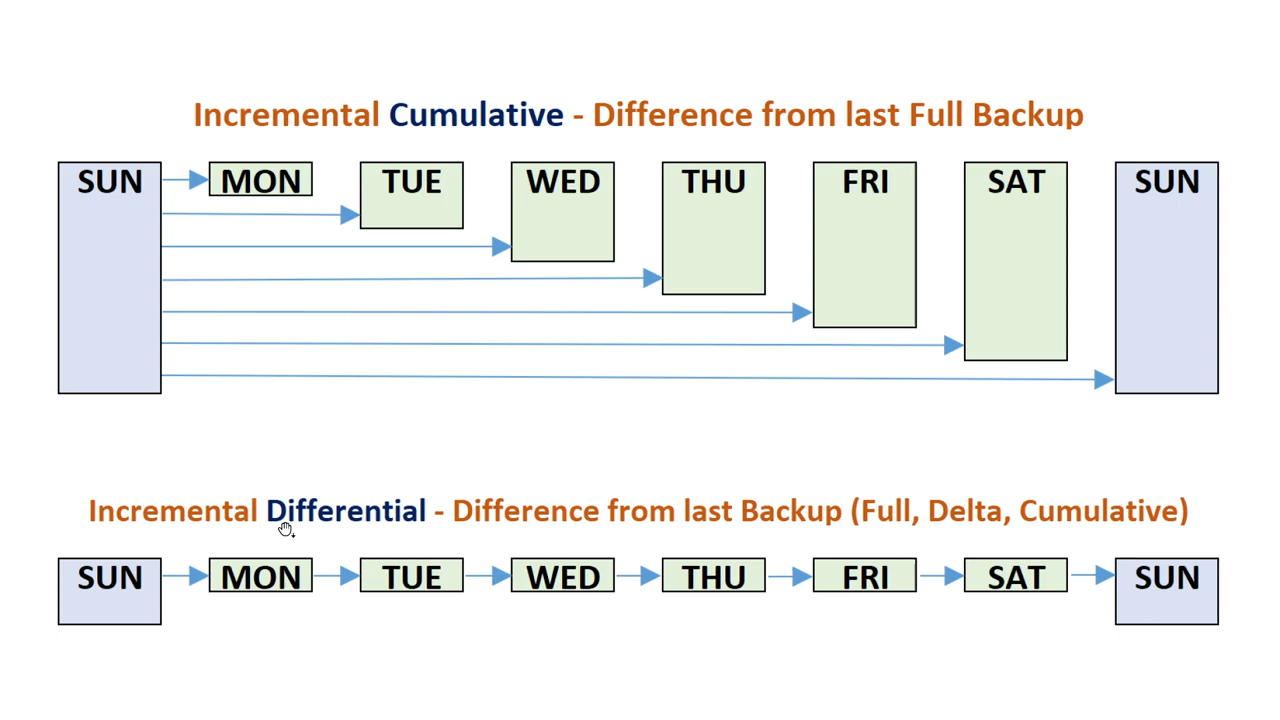 Incremental Cumulative - Difference from last Full Backup
SUN MON TUE WED THU FRI SAT SUN
Incremental Differential - Difference from last Backup (Full, Delta, Cumulative)
SUN MON TUE WED THU FRI SAT SUN